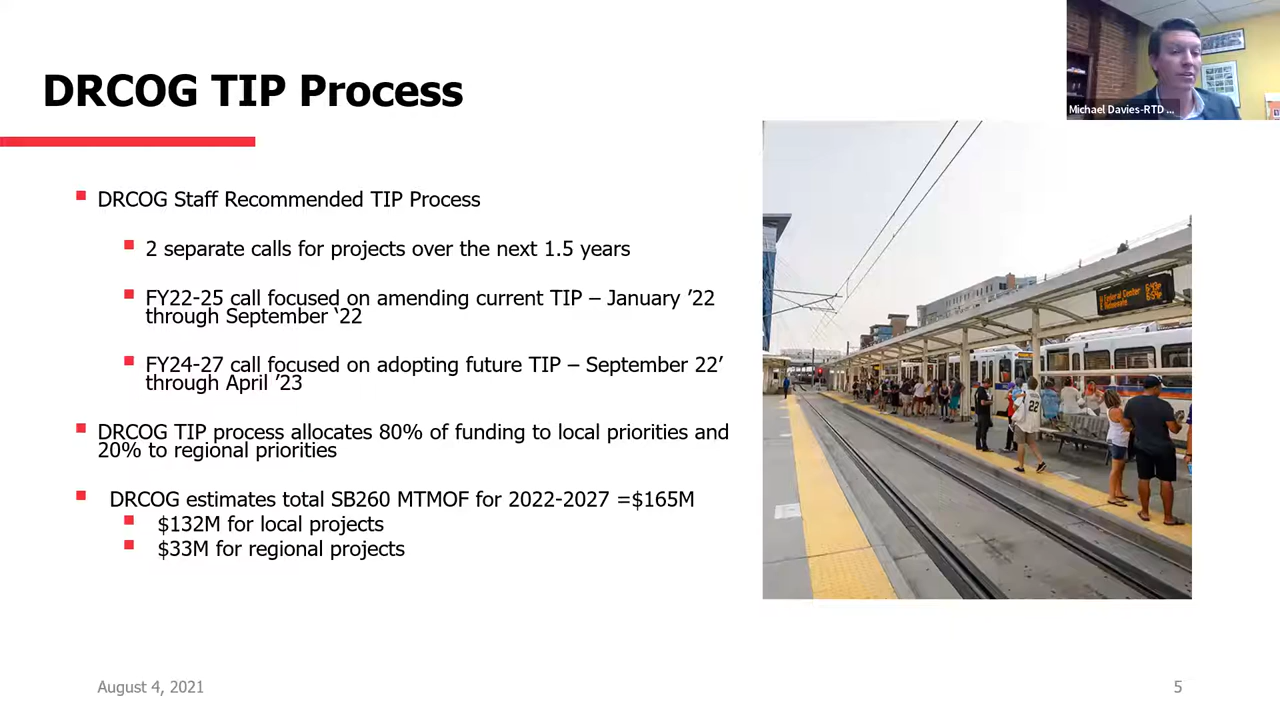 DRCOG TIP Process
Michael Davies-RTD ...
DRCOG Staff Recommended TIP Process
2 separate calls for projects over the next 1.5 years
FY22-25 call focused on amending current TIP – January ’22
through September ‘22
FY24-27 call focused on adopting future TIP – September 22’
through April ’23
DRCOG TIP process allocates 80% of funding to local priorities and
20% to regional priorities
DRCOG estimates total SB260 MTMOF for 2022-2027 =$165M
$132M for local projects
$33M for regional projects
Federal Center
22
August 4, 2021
5